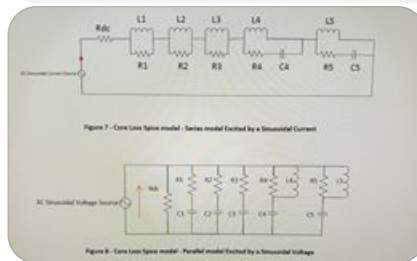 L1 L2 L3 L4 L5
Rdc
R1 R2 R3 R4 C4 R5 C5
AC Sinusoidal Current Source
Figure 7 - Core Loss Spice model - Series model Excited by a Sinusoidal Current
R1 R2 R3 R4 L4 R5 L5
Rdc
AC Sinusoidal Voltage Source
C1 C2 C3 C4 C5
Figure 8 - Core Loss Spice model - Parallel model Excited by a Sinusoidal Voltage